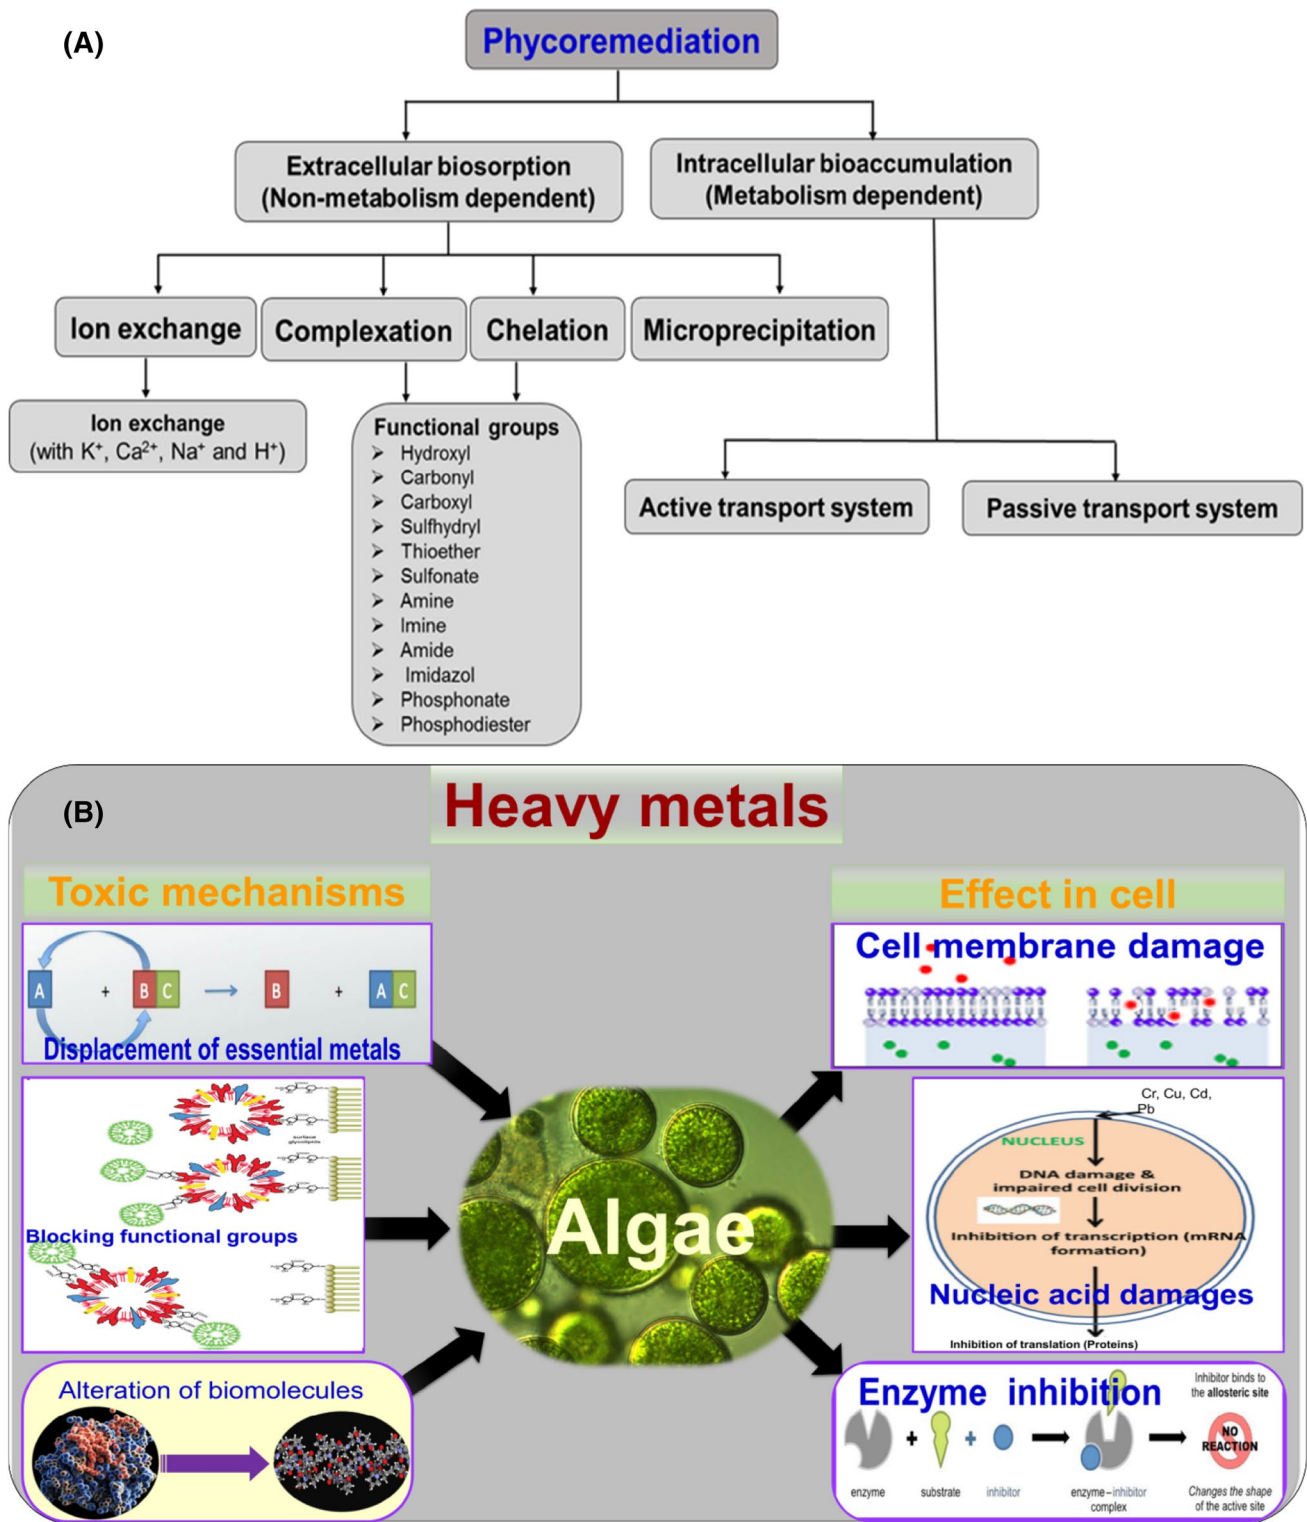 (A)
Phycoremediation
Extracellular biosorption
(Non-metabolism dependent)
Intracellular bioaccumulation
(Metabolism dependent)
Ion exchange
Complexation
Chelation
Microprecipitation
Ion exchange
(with K⁺, Ca²⁺, Na⁺ and H⁺)
Functional groups
➤ Hydroxyl
➤ Carbonyl
➤ Carboxyl
➤ Sulfhydryl
➤ Thioether
➤ Sulfonate
➤ Amine
➤ Imine
➤ Amide
➤ Imidazol
➤ Phosphonate
➤ Phosphodiester
Active transport system
Passive transport system
(B)
Heavy metals
Toxic mechanisms
A + B C → B + A C
Displacement of essential metals
surface
glycolipids
Blocking functional groups
Alteration of biomolecules
Algae
Effect in cell
Cell membrane damage
Cr, Cu, Cd,
Pb
NUCLEUS
DNA damage &
impaired cell division
Inhibition of transcription (mRNA
formation)
Nucleic acid damages
Inhibition of translation (Proteins)
Enzyme inhibition
Inhibitor binds to
the allosteric site
+ +
NO
REACTION
enzyme
substrate
inhibitor
enzyme–inhibitor
complex
Changes the shape
of the active site